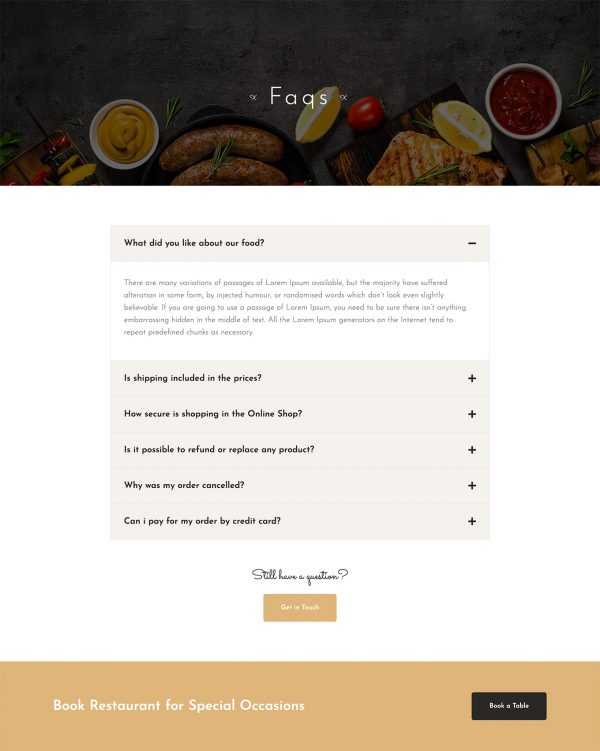 Faqs
What did you like about our food?
There are many variations of passages of Lorem Ipsum available, but the majority have suffered
alteration in some form, by injected humour, or randomised words which don't look even slightly
believable. If you are going to use a passage of Lorem Ipsum, you need to be sure there isn't anything
embarrassing hidden in the middle of text. All the Lorem Ipsum generators on the Internet tend to
repeat predefined chunks as necessary.
Is shipping included in the prices?
How secure is shopping in the Online Shop?
Is it possible to refund or replace any product?
Why was my order cancelled?
Can i pay for my order by credit card?
Still have a question?
Get in Touch
Book Restaurant for Special Occasions
Book a Table